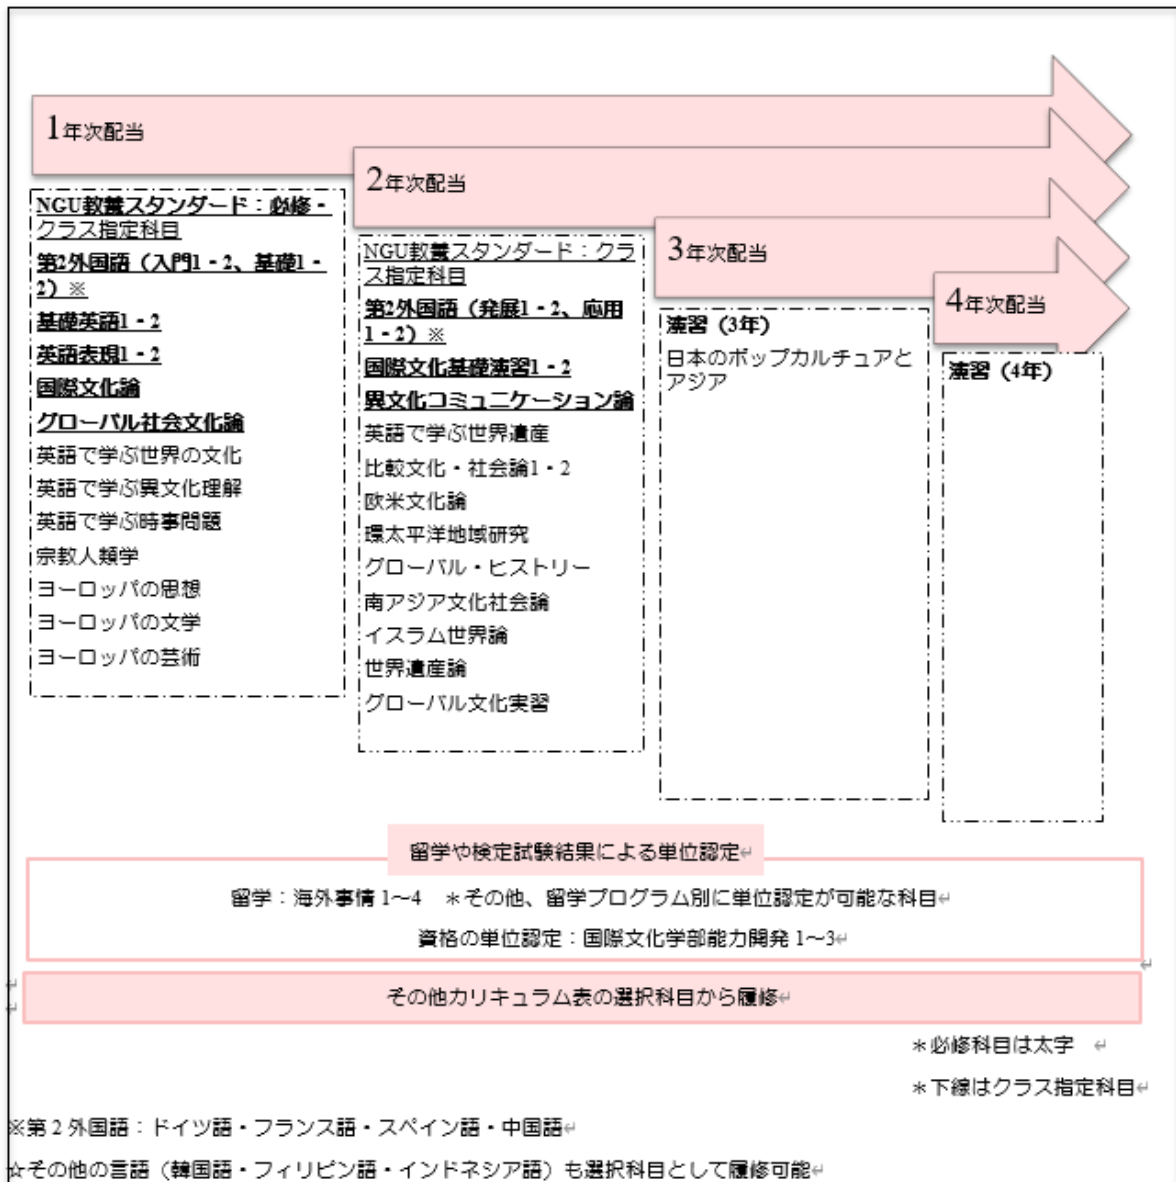 1年次配当
NGU教養スタンダード：必修・
クラス指定科目
第2外国語（入門1・2、基礎1・
2）※
基礎英語1・2
英語表現1・2
国際文化論
グローバル社会文化論
英語で学ぶ世界の文化
英語で学ぶ異文化理解
英語で学ぶ時事問題
宗教人類学
ヨーロッパの思想
ヨーロッパの文学
ヨーロッパの芸術
2年次配当
NGU教養スタンダード：クラ
ス指定科目
第2外国語（発展1・2、応用
1・2）※
国際文化基礎演習1・2
異文化コミュニケーション論
英語で学ぶ世界遺産
比較文化・社会論1・2
欧米文化論
環太平洋地域研究
グローバル・ヒストリー
南アジア文化社会論
イスラム世界論
世界遺産論
グローバル文化実習
3年次配当
演習（3年）
日本のポップカルチュアと
アジア
4年次配当
演習（4年）
留学や検定試験結果による単位認定↵
留学：海外事情 1～4　＊その他、留学プログラム別に単位認定が可能な科目↵
資格の単位認定：国際文化学部能力開発 1～3↵
↵
↵
↵
その他カリキュラム表の選択科目から履修↵
＊必修科目は太字　↵
＊下線はクラス指定科目↵
※第 2 外国語：ドイツ語・フランス語・スペイン語・中国語↵
☆その他の言語（韓国語・フィリピン語・インドネシア語）も選択科目として履修可能↵